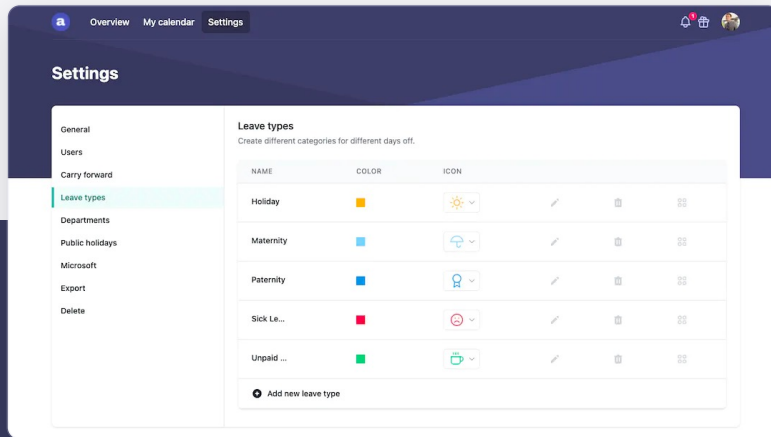 a Overview My calendar Settings 1
Settings
General
Users
Carry forward
Leave types
Departments
Public holidays
Microsoft
Export
Delete
Leave types
Create different categories for different days off.
NAME COLOR ICON
Holiday
Maternity
Paternity
Sick Le...
Unpaid ...
Add new leave type